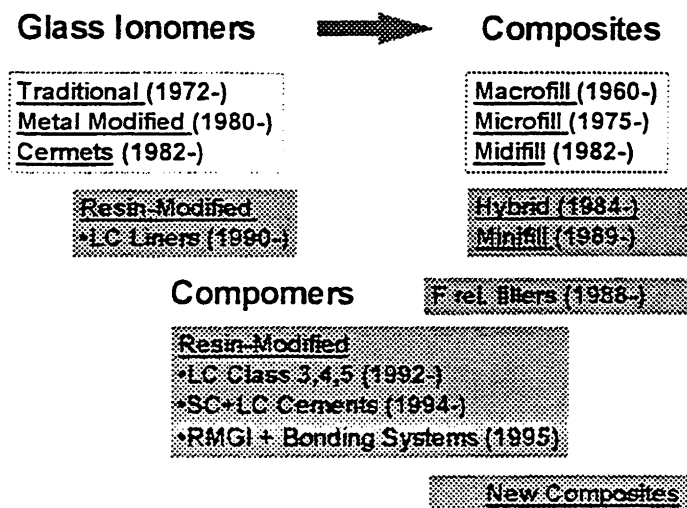 Glass Ionomers
Composites
Traditional (1972-)
Metal Modified (1980-)
Cermets (1982-)
Macrofill (1960-)
Microfill (1975-)
Midifill (1982-)
Resin-Modified
•LC Liners (1990-)
Hybrid (1984-)
Minifill (1989-)
Compomers
F rel. fillers (1988-)
Resin-Modified
•LC Class 3,4,5 (1992-)
•SC+LC Cements (1994-)
•RMGI + Bonding Systems (1995)
New Composites